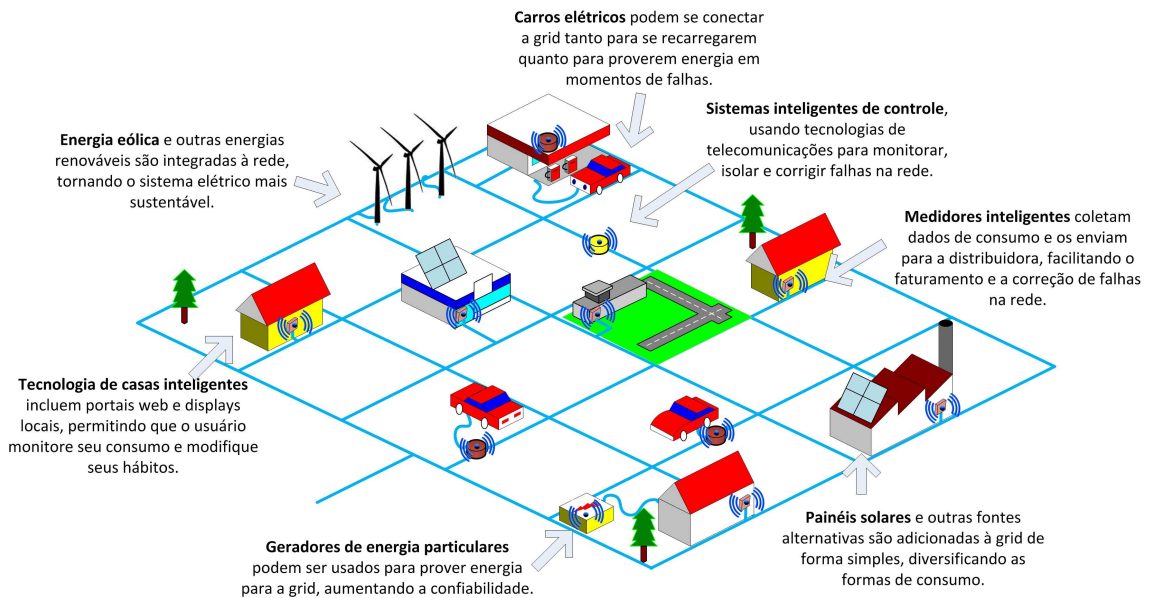 Carros elétricos podem se conectar
a grid tanto para se recarregarem
quanto para proverem energia em
momentos de falhas.
Sistemas inteligentes de controle,
usando tecnologias de
telecomunicações para monitorar,
isolar e corrigir falhas na rede.
Energia eólica e outras energias
renováveis são integradas à rede,
tornando o sistema elétrico mais
sustentável.
Medidores inteligentes coletam
dados de consumo e os enviam
para a distribuidora, facilitando o
faturamento e a correção de falhas
na rede.
Tecnologia de casas inteligentes
incluem portais web e displays
locais, permitindo que o usuário
monitore seu consumo e modifique
seus hábitos.
Painéis solares e outras fontes
alternativas são adicionadas à grid de
forma simples, diversificando as
formas de consumo.
Geradores de energia particulares
podem ser usados para prover energia
para a grid, aumentando a confiabilidade.